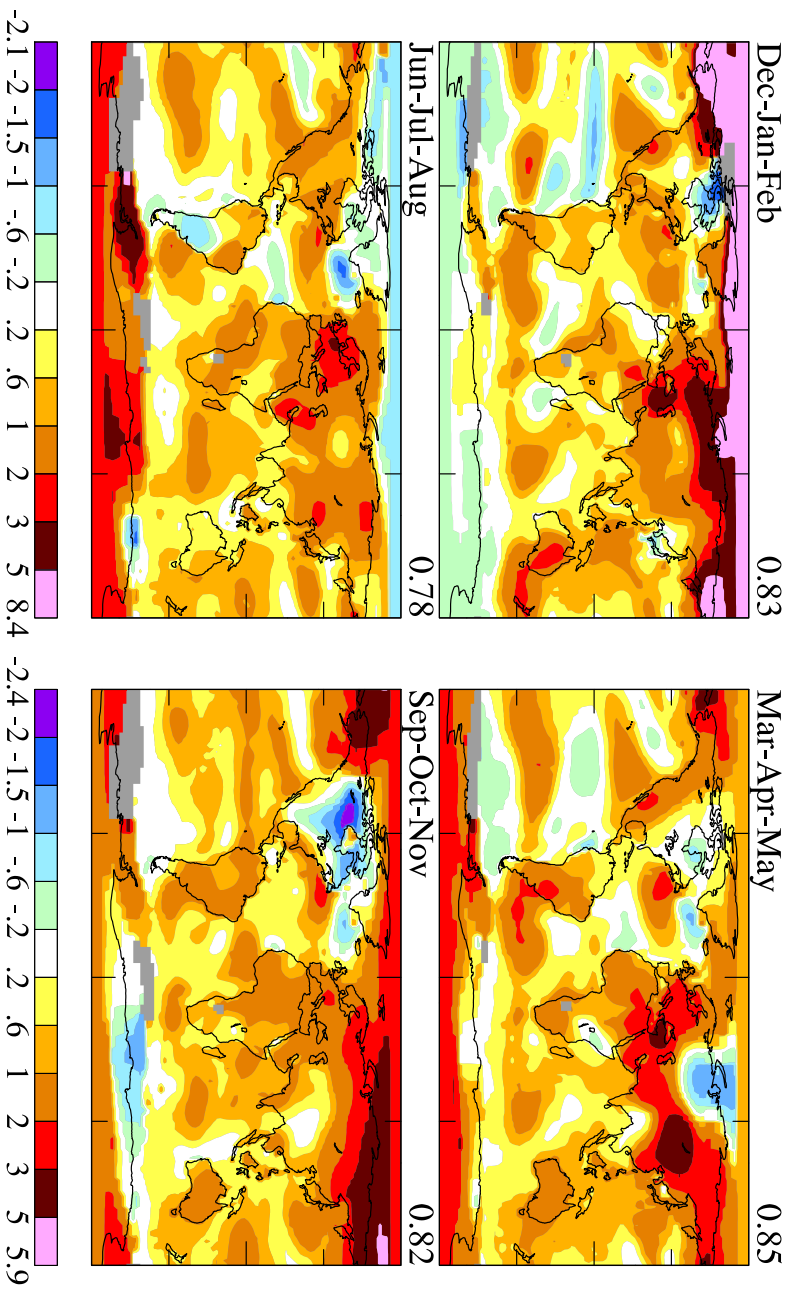 Dec-Jan-Feb 0.83
Mar-Apr-May 0.85
Jun-Jul-Aug 0.78
Sep-Oct-Nov 0.82
-2.1 -2 -1.5 -1 -.6 -.2 .2 .6 1 2 3 5 8.4
-2.4 -2 -1.5 -1 -.6 -.2 .2 .6 1 2 3 5 5.9